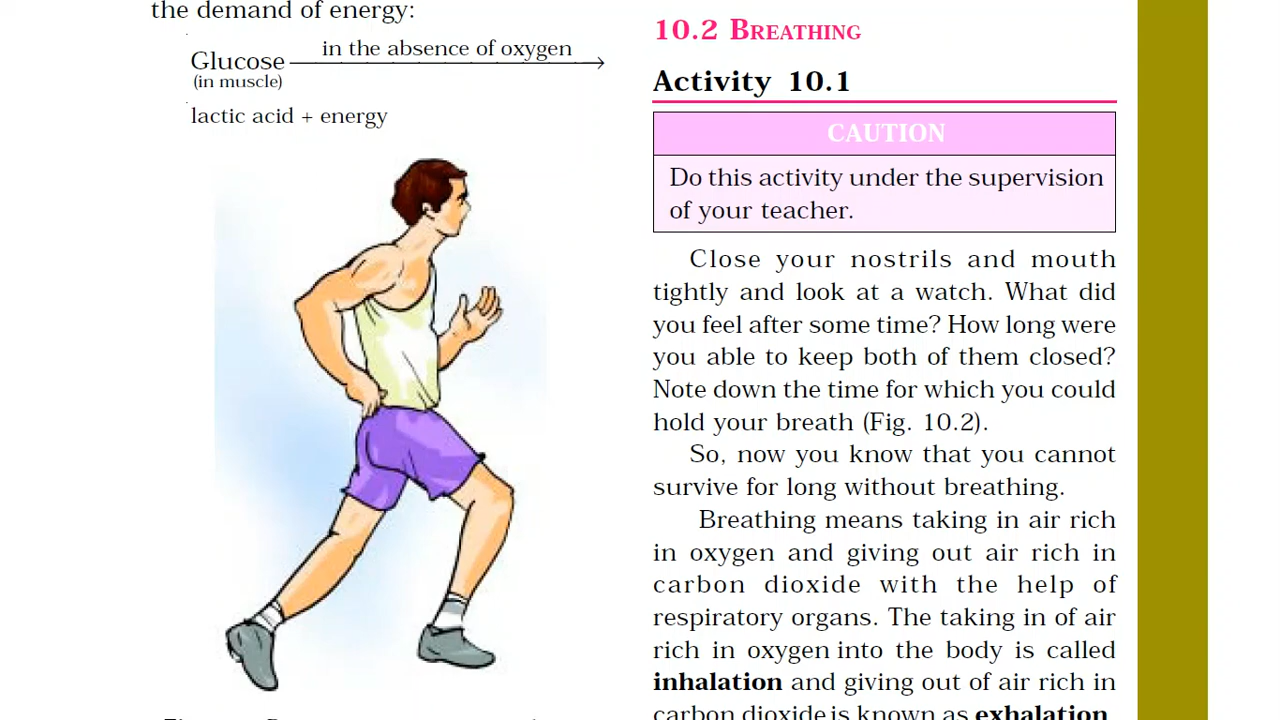 the demand of energy:
in the absence of oxygen
Glucose
(in muscle)
lactic acid + energy
10.2 BREATHING
Activity 10.1
CAUTION
Do this activity under the supervision
of your teacher.
Close your nostrils and mouth
tightly and look at a watch. What did
you feel after some time? How long were
you able to keep both of them closed?
Note down the time for which you could
hold your breath (Fig. 10.2).
So, now you know that you cannot
survive for long without breathing.
Breathing means taking in air rich
in oxygen and giving out air rich in
carbon dioxide with the help of
respiratory organs. The taking in of air
rich in oxygen into the body is called
inhalation and giving out of air rich in
carbon dioxide is known as exhalation.